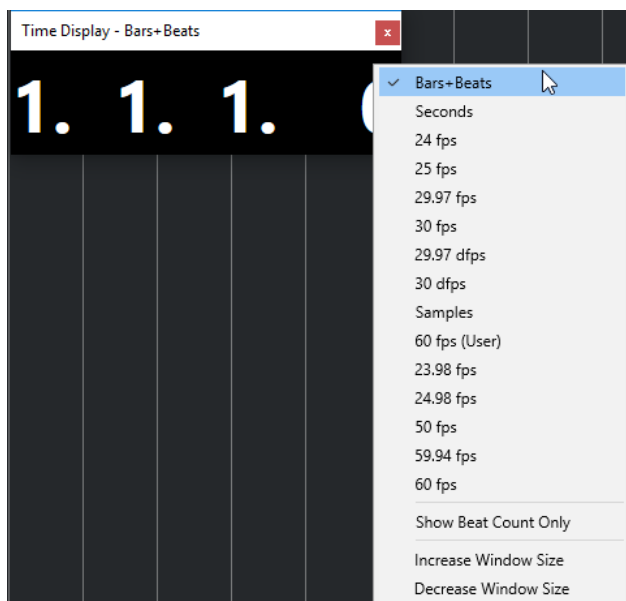 Time Display - Bars+Beats
x
1. 1. 1.
Bars+Beats
Seconds
24 fps
25 fps
29.97 fps
30 fps
29.97 dfps
30 dfps
Samples
60 fps (User)
23.98 fps
24.98 fps
50 fps
59.94 fps
60 fps
Show Beat Count Only
Increase Window Size
Decrease Window Size